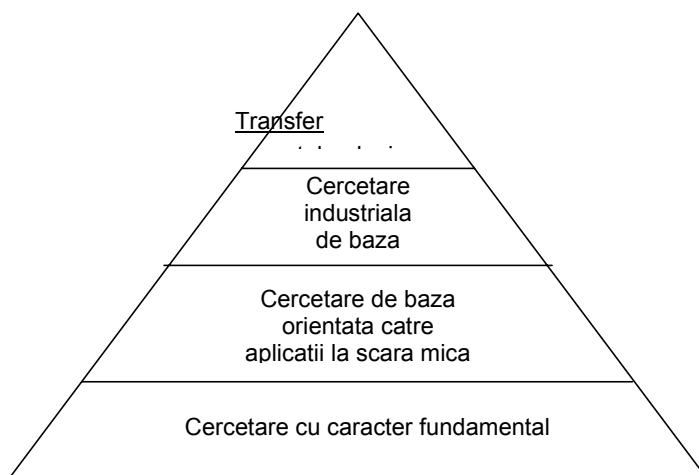 Transfer
Cercetare
industriala
de baza
Cercetare de baza
orientata catre
aplicatii la scara mica
Cercetare cu caracter fundamental